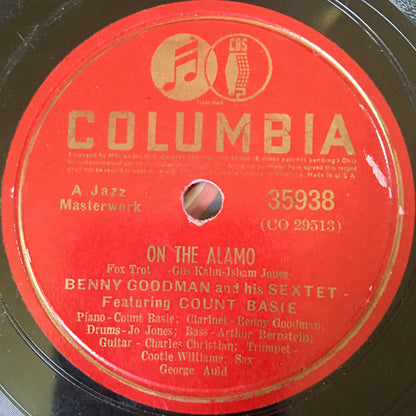 CBS
Trade Mark
COLUMBIA
A Jazz
Masterwork
Made in U.S.A.
35938
(CO 29513)
ON THE ALAMO
Fox Trot - Gus Kahn-Isham Jones-
BENNY GOODMAN and his SEXTET
Featuring COUNT BASIE
Piano-Count Basie; Clarinet-Benny Goodman;
Drums-Jo Jones; Bass-Arthur Bernstein;
Guitar - Charles Christian; Trumpet-
Cootie Williams; Sax
George Auld